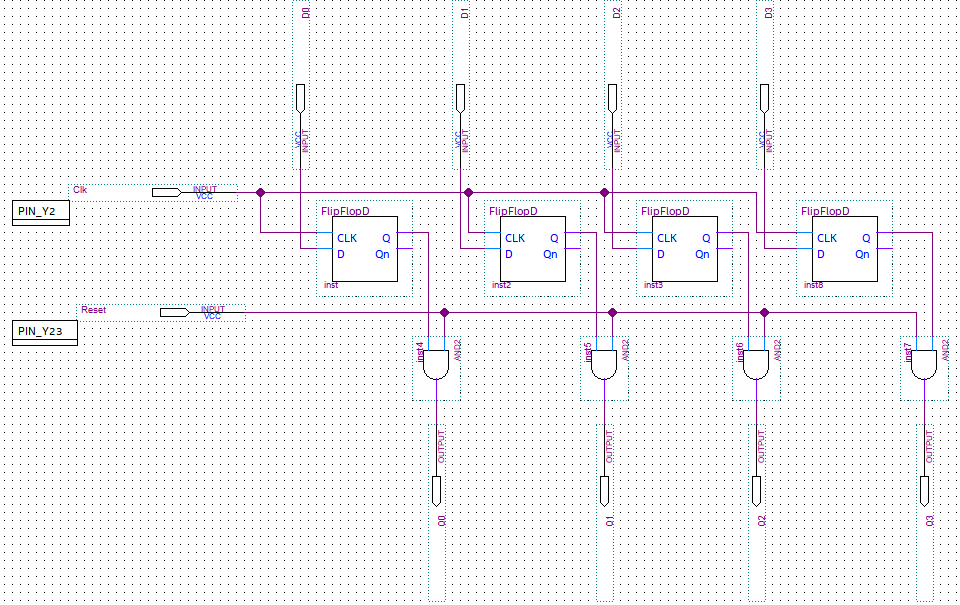 D0
D1
D2
D3
VCC
INPUT
VCC
INPUT
VCC
INPUT
VCC
INPUT
Clk
INPUT
VCC
PIN_Y2
FlipFlopD
CLK
Q
D
Qn
inst
FlipFlopD
CLK
Q
D
Qn
inst2
FlipFlopD
CLK
Q
D
Qn
inst3
FlipFlopD
CLK
Q
D
Qn
inst8
Reset
INPUT
VCC
PIN_Y23
inst4
AND2
inst5
AND2
inst6
AND2
inst7
AND2
OUTPUT
OUTPUT
OUTPUT
OUTPUT
Q0
Q1
Q2
Q3